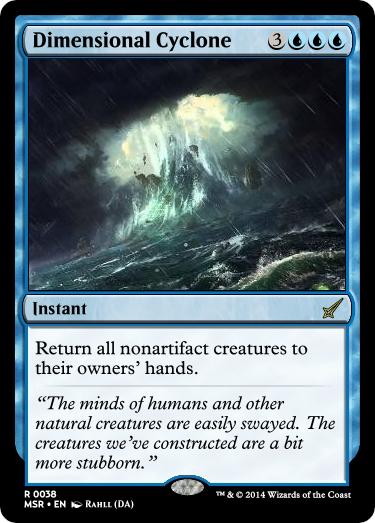 Dimensional Cyclone 3
Instant
Return all nonartifact creatures to
their owners’ hands.
“The minds of humans and other
natural creatures are easily swayed. The
creatures we’ve constructed are a bit
more stubborn.”
R 0038
MSR • EN Rahll (DA)
™ & © 2014 Wizards of the Coast